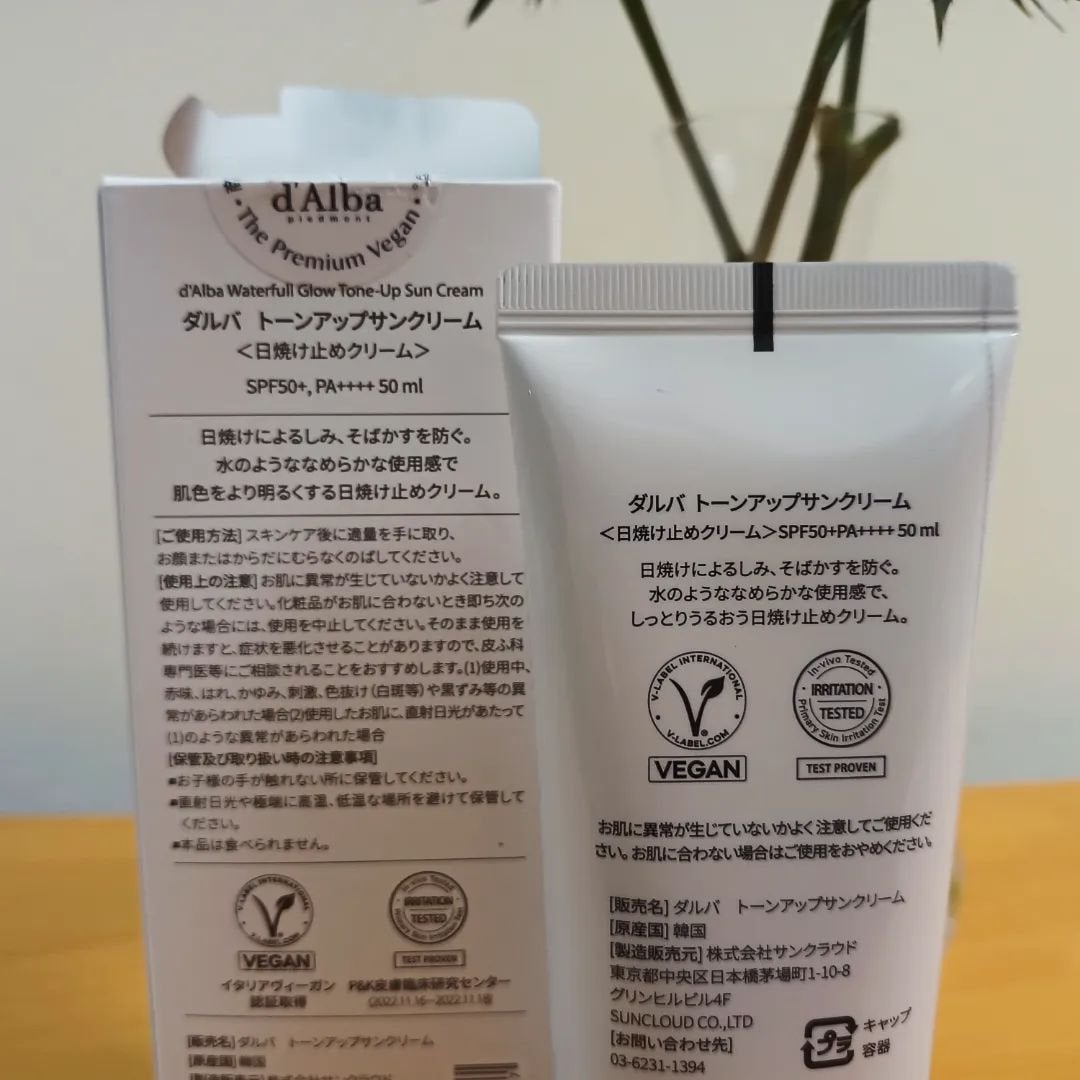 d'Alba
piedmont
The Premium Vegan
d'Alba Waterfull Glow Tone-Up Sun Cream
ダルバ トーンアップサンクリーム
＜日焼け止めクリーム＞
SPF50+, PA++++ 50 ml
日焼けによるしみ、そばかすを防ぐ。
水のようななめらかな使用感で
肌色をより明るくする日焼け止めクリーム。
[ご使用方法] スキンケア後に適量を手に取り、
お顔またはからだにむらなくのばしてください。
[使用上の注意] お肌に異常が生じていないかよく注意して
使用してください。化粧品がお肌に合わないとき即ち次の
ような場合には、使用を中止してください。そのまま使用を
続けますと、症状を悪化させることがありますので、皮ふ科
専門医等にご相談されることをおすすめします。(1)使用中、
赤味、はれ、かゆみ、刺激、色抜け（白斑等）や黒ずみ等の異
常があらわれた場合(2)使用したお肌に、直射日光があたって
(1)のような異常があらわれた場合
[保管及び取り扱い時の注意事項]
■お子様の手が触れない所に保管してください。
■直射日光や極端に高温、低温な場所を避けて保管して
ください。
■本品は食べられません。
V-LABEL INTERNATIONAL
V-LABEL.COM
VEGAN
イタリアヴィーガン
認証取得
In-vivo Tested
IRRITATION
TESTED
Primary Skin Irritation Test
TEST PROVEN
P&K皮膚臨床研究センター
(2022.11.16~2022.11.18)
[販売名] ダルバ トーンアップサンクリーム
[原産国] 韓国
[製造販売元] 株式会社サンクラウド
ダルバ トーンアップサンクリーム
＜日焼け止めクリーム＞SPF50+PA++++ 50 ml
日焼けによるしみ、そばかすを防ぐ。
水のようななめらかな使用感で、
しっとりうるおう日焼け止めクリーム。
V-LABEL INTERNATIONAL
V-LABEL.COM
VEGAN
In-vivo Tested
IRRITATION
TESTED
Primary Skin Irritation Test
TEST PROVEN
お肌に異常が生じていないかよく注意してご使用くだ
さい。お肌に合わない場合はご使用をおやめください。
[販売名] ダルバ トーンアップサンクリーム
[原産国] 韓国
[製造販売元] 株式会社サンクラウド
東京都中央区日本橋茅場町1-10-8
グリンヒルビル4F
SUNCLOUD CO.,LTD
[お問い合わせ先]
03-6231-1394
プラ
キャップ
容器